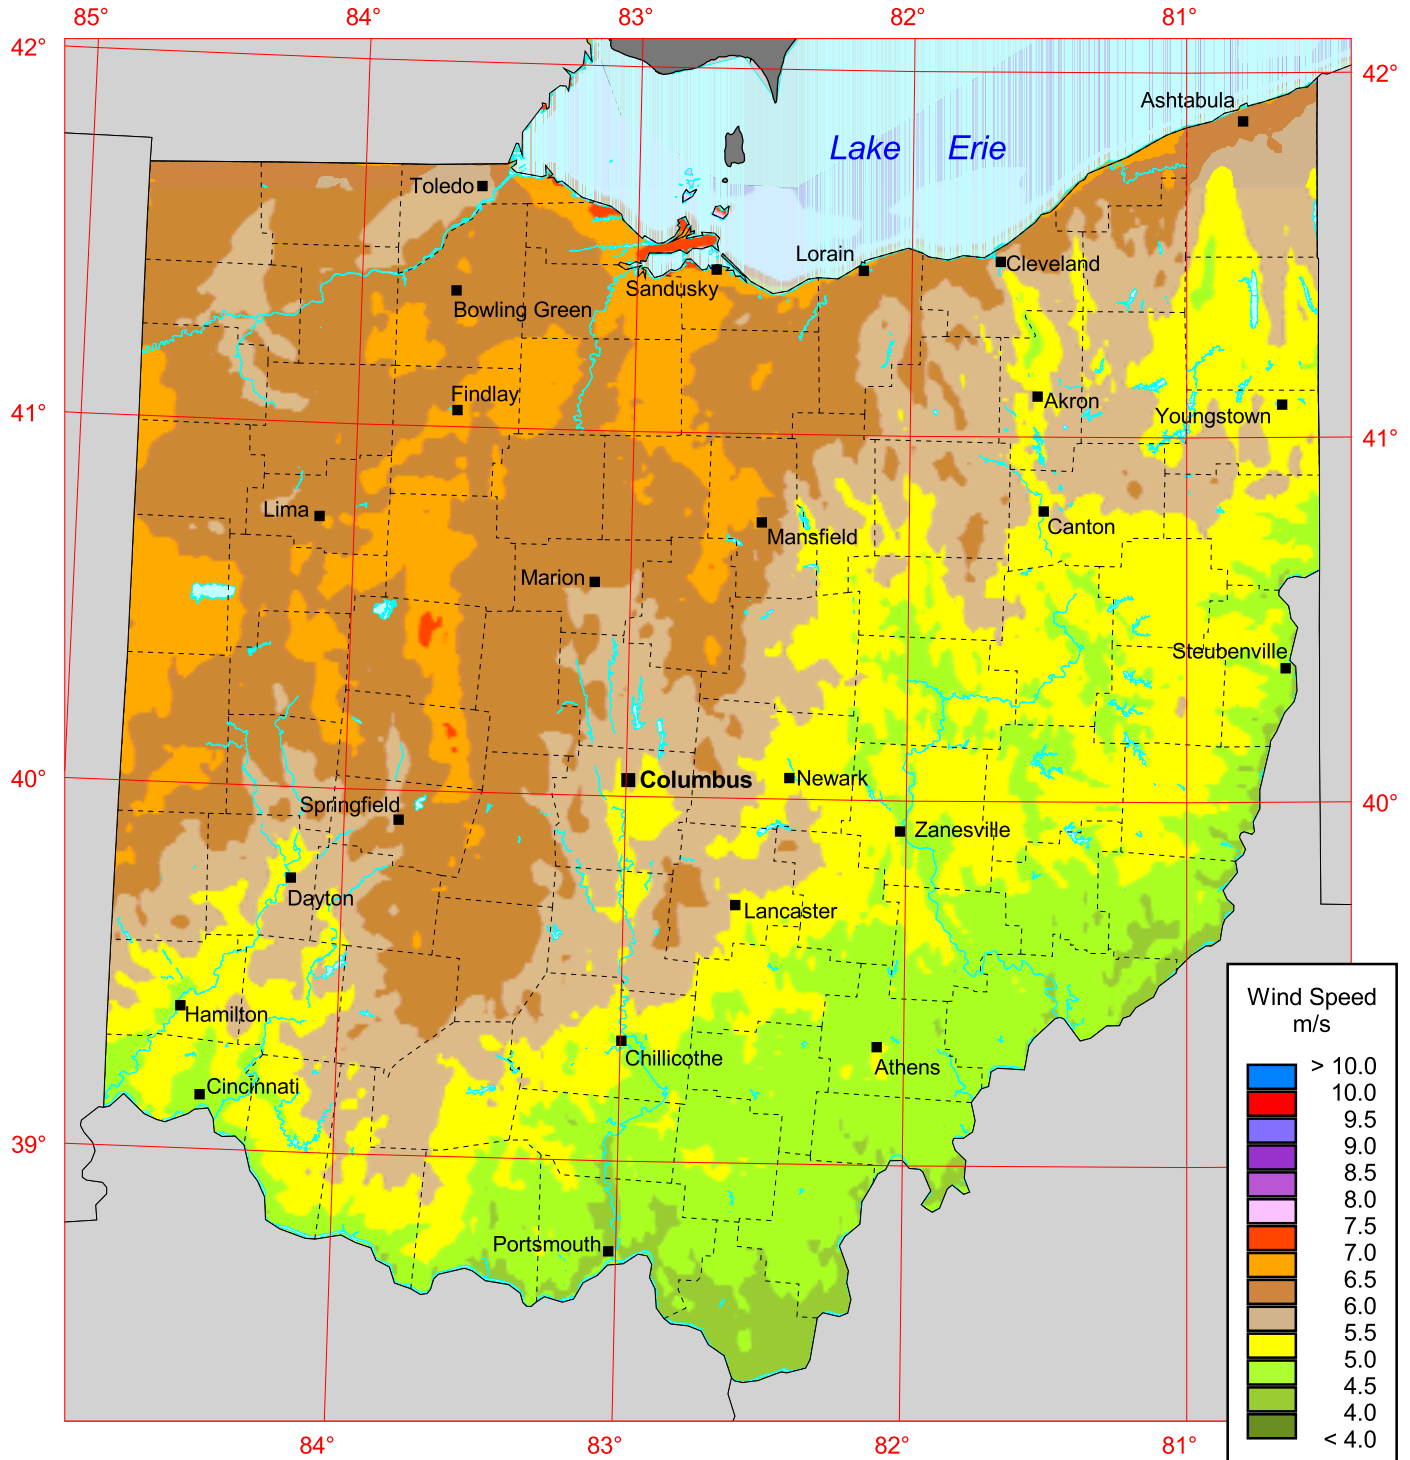 85° 84° 83° 82° 81°
42°
42°
Ashtabula
Lake Erie
Toledo
Lorain
Cleveland
Sandusky
Bowling Green
Findlay
Akron
41°
Youngstown
41°
Lima
Canton
Mansfield
Marion
Steubenville
40°
Columbus
Newark
40°
Springfield
Zanesville
Dayton
Lancaster
Hamilton
Chillicothe
Athens
Cincinnati
39°
Portsmouth
Wind Speed
m/s
> 10.0
10.0
9.5
9.0
8.5
8.0
7.5
7.0
6.5
6.0
5.5
5.0
4.5
4.0
< 4.0
84° 83° 82° 81°